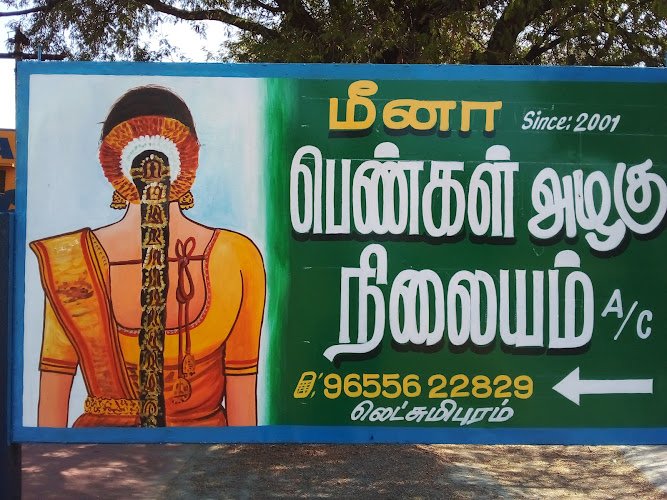 மீனா Since: 2001
பெண்கள் அழகு
நிலையம் A/C
96556 22829
லெட்சுமிபுரம்